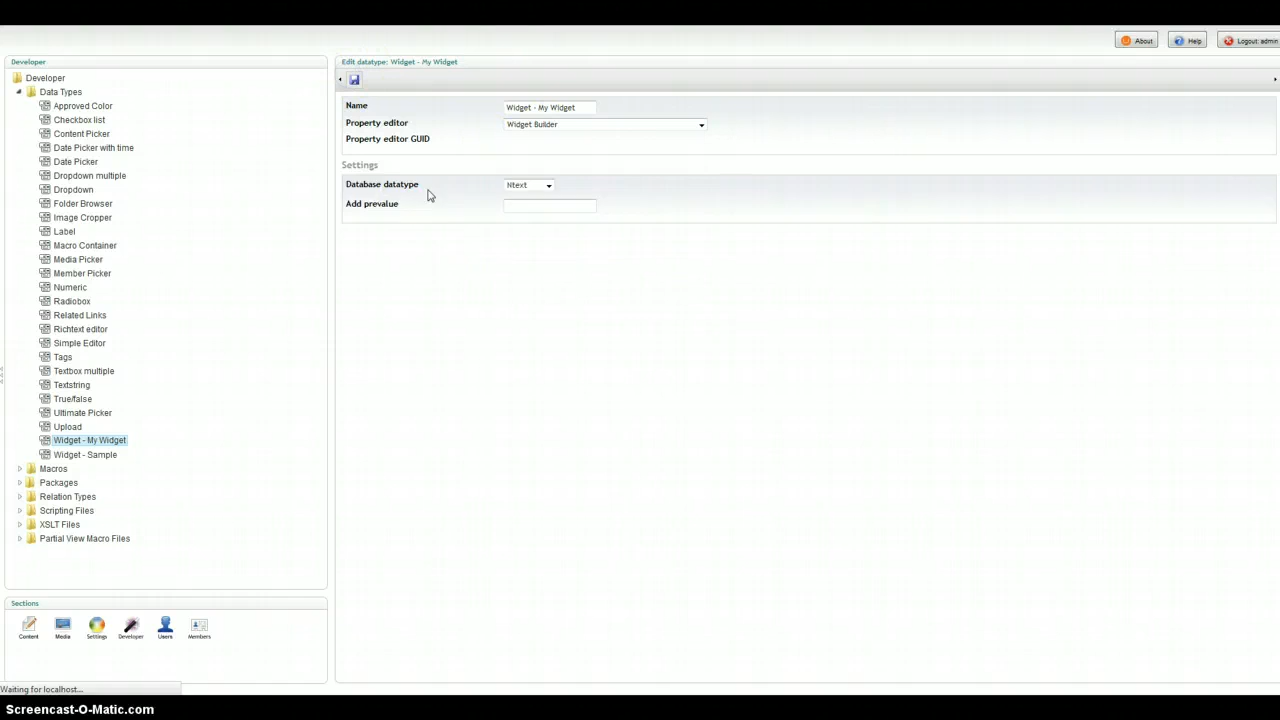 About
Help
Logout: admin
Developer
Developer
Data Types
Approved Color
Checkbox list
Content Picker
Date Picker with time
Date Picker
Dropdown multiple
Dropdown
Folder Browser
Image Cropper
Label
Macro Container
Media Picker
Member Picker
Numeric
Radiobox
Related Links
Richtext editor
Simple Editor
Tags
Textbox multiple
Textstring
True/false
Ultimate Picker
Upload
Widget - My Widget
Widget - Sample
Macros
Packages
Relation Types
Scripting Files
XSLT Files
Partial View Macro Files
Sections
Content
Media
Settings
Developer
Users
Members
Edit datatype: Widget - My Widget
Name
Widget - My Widget
Property editor
Widget Builder
Property editor GUID
Settings
Database datatype
Ntext
Add prevalue
Waiting for localhost...
Screencast-O-Matic.com